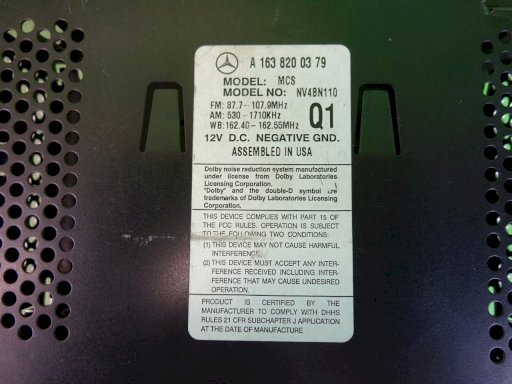 A 163 820 03 79
MODEL: MCS
MODEL NO: NV4BN110
FM: 87.7- 107.9MHz
AM: 530 - 1710KHz
WB: 162.40 - 162.55MHz
Q1
12V D.C. NEGATIVE GND.
ASSEMBLED IN USA
Dolby noise reduction system manufactured
under license from Dolby Laboratories
Licensing Corporation.
"Dolby" and the double-D symbol are
trademarks of Dolby Laboratories Licensing
Corporation.
THIS DEVICE COMPLIES WITH PART 15 OF
THE FCC RULES. OPERATION IS SUBJECT
TO THE FOLLOWING TWO CONDITIONS:
(1) THIS DEVICE MAY NOT CAUSE HARMFUL
INTERFERENCE
(2) THIS DEVICE MUST ACCEPT ANY INTER-
FERENCE RECEIVED INCLUDING INTER-
FERENCE THAT MAY CAUSE UNDESIRED
OPERATION.
PRODUCT IS CERTIFIED BY THE
MANUFACTURER TO COMPLY WITH DHHS
RULES 21 CFR SUBCHAPTER J APPLICATION
AT THE DATE OF MANUFACTURE